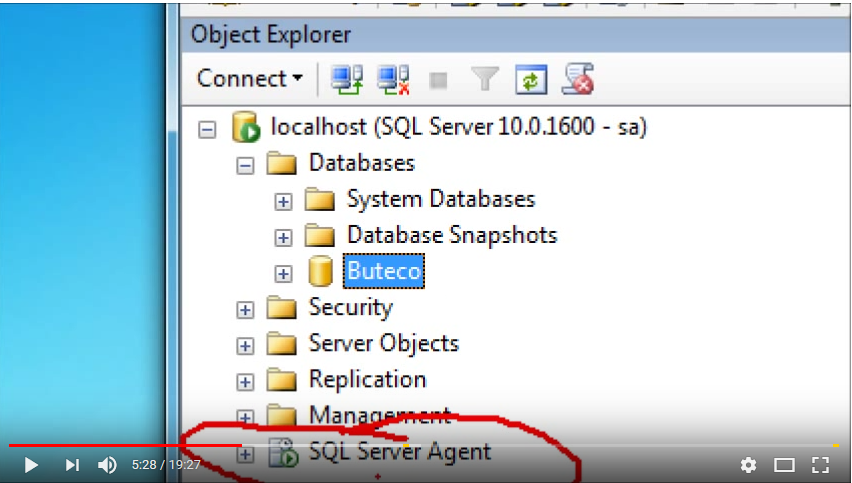 Object Explorer
Connect
localhost (SQL Server 10.0.1600 - sa)
Databases
System Databases
Database Snapshots
Buteco
Security
Server Objects
Replication
Management
SQL Server Agent
5:28 / 19:27